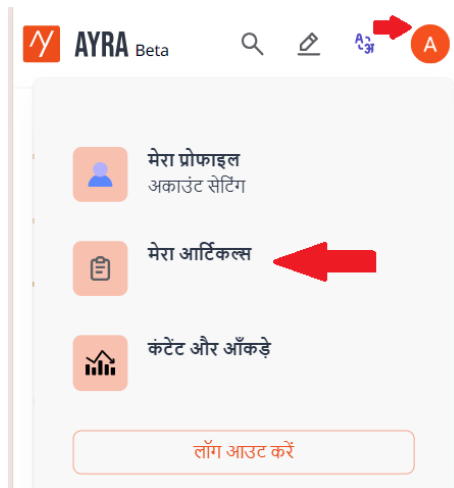 AYRA Beta
A
मेरा प्रोफाइल
अकाउंट सेटिंग
मेरा आर्टिकल्स
कंटेंट और आँकड़े
लॉग आउट करें